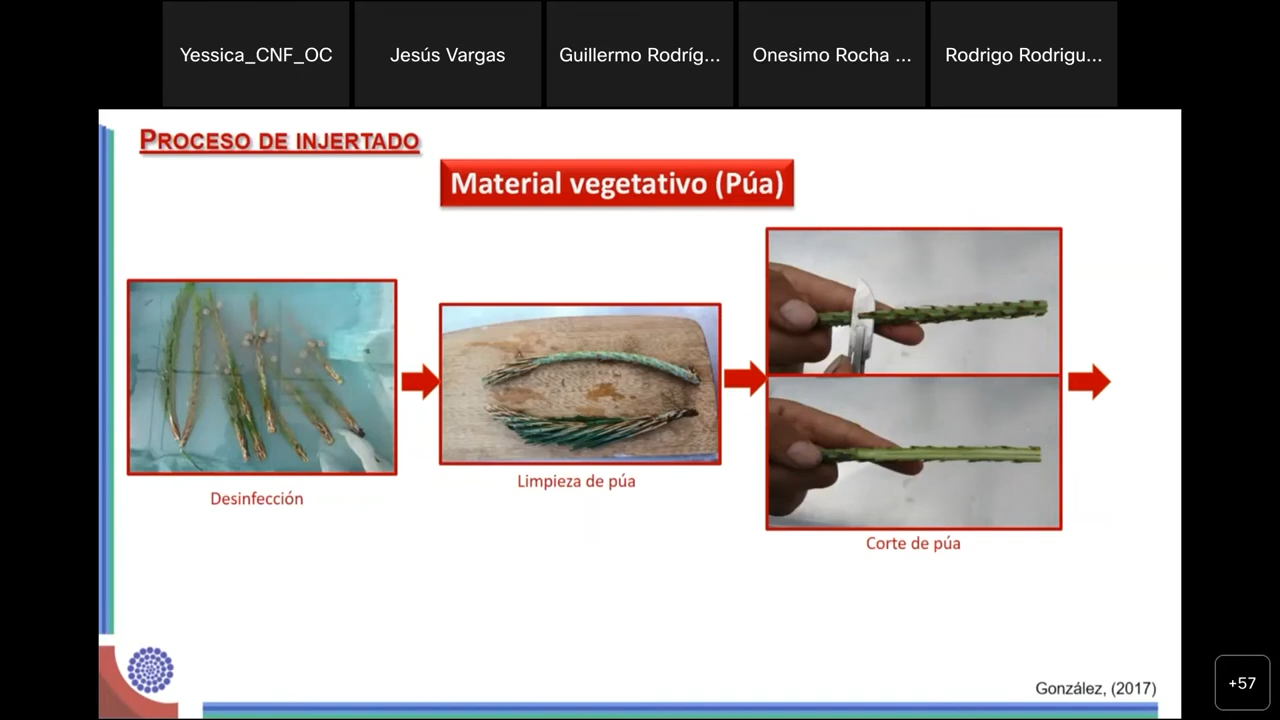 Yessica_CNF_OC
Jesús Vargas
Guillermo Rodríg...
Onesimo Rocha ...
Rodrigo Rodrigu...
PROCESO DE INJERTADO
Material vegetativo (Púa)
Desinfección
Limpieza de púa
Corte de púa
González, (2017)
+57